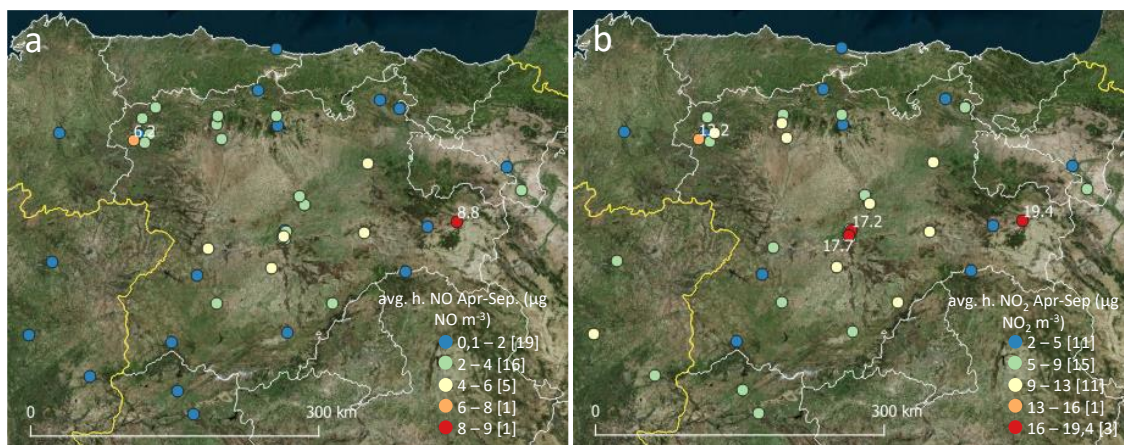 a
6.2
8.8
avg. h. NO Apr-Sep. (µg
NO m-3)
0,1 – 2 [19]
2 – 4 [16]
4 – 6 [5]
6 – 8 [1]
8 – 9 [1]
0
300 km
b
13.2
19.4
17.2
17.7
avg. h. NO₂ Apr-Sep (µg
NO₂ m⁻³)
2 – 5 [11]
5 – 9 [15]
9 – 13 [11]
13 – 16 [1]
16 – 19,4 [3]
0
300 km